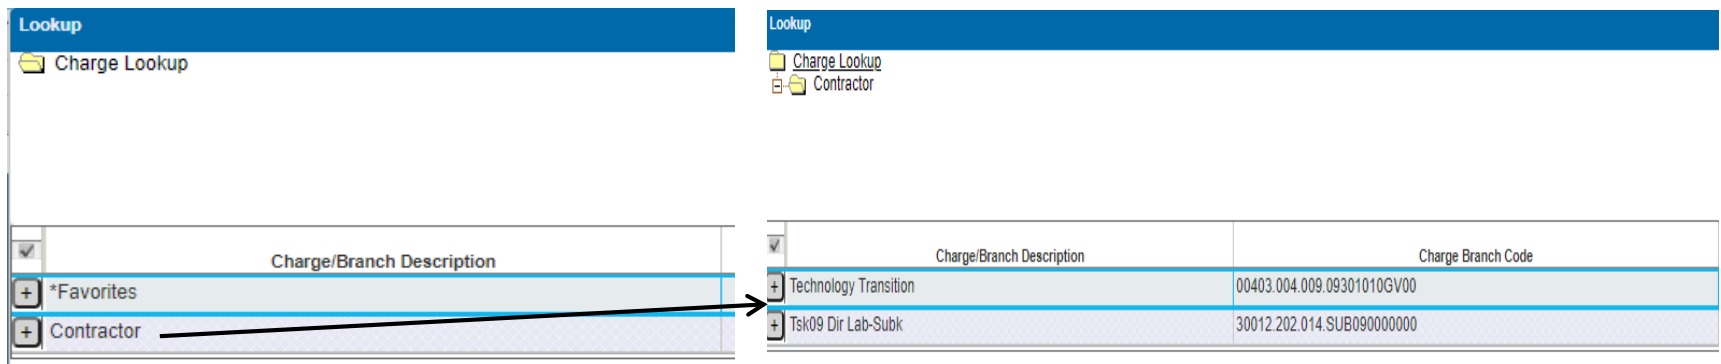 Lookup
Charge Lookup
Charge/Branch Description
*Favorites
Contractor
Lookup
Charge Lookup
Contractor
Charge/Branch Description Charge Branch Code
Technology Transition 00403.004.009.09301010GV00
Tsk09 Dir Lab-Subk 30012.202.014.SUB090000000